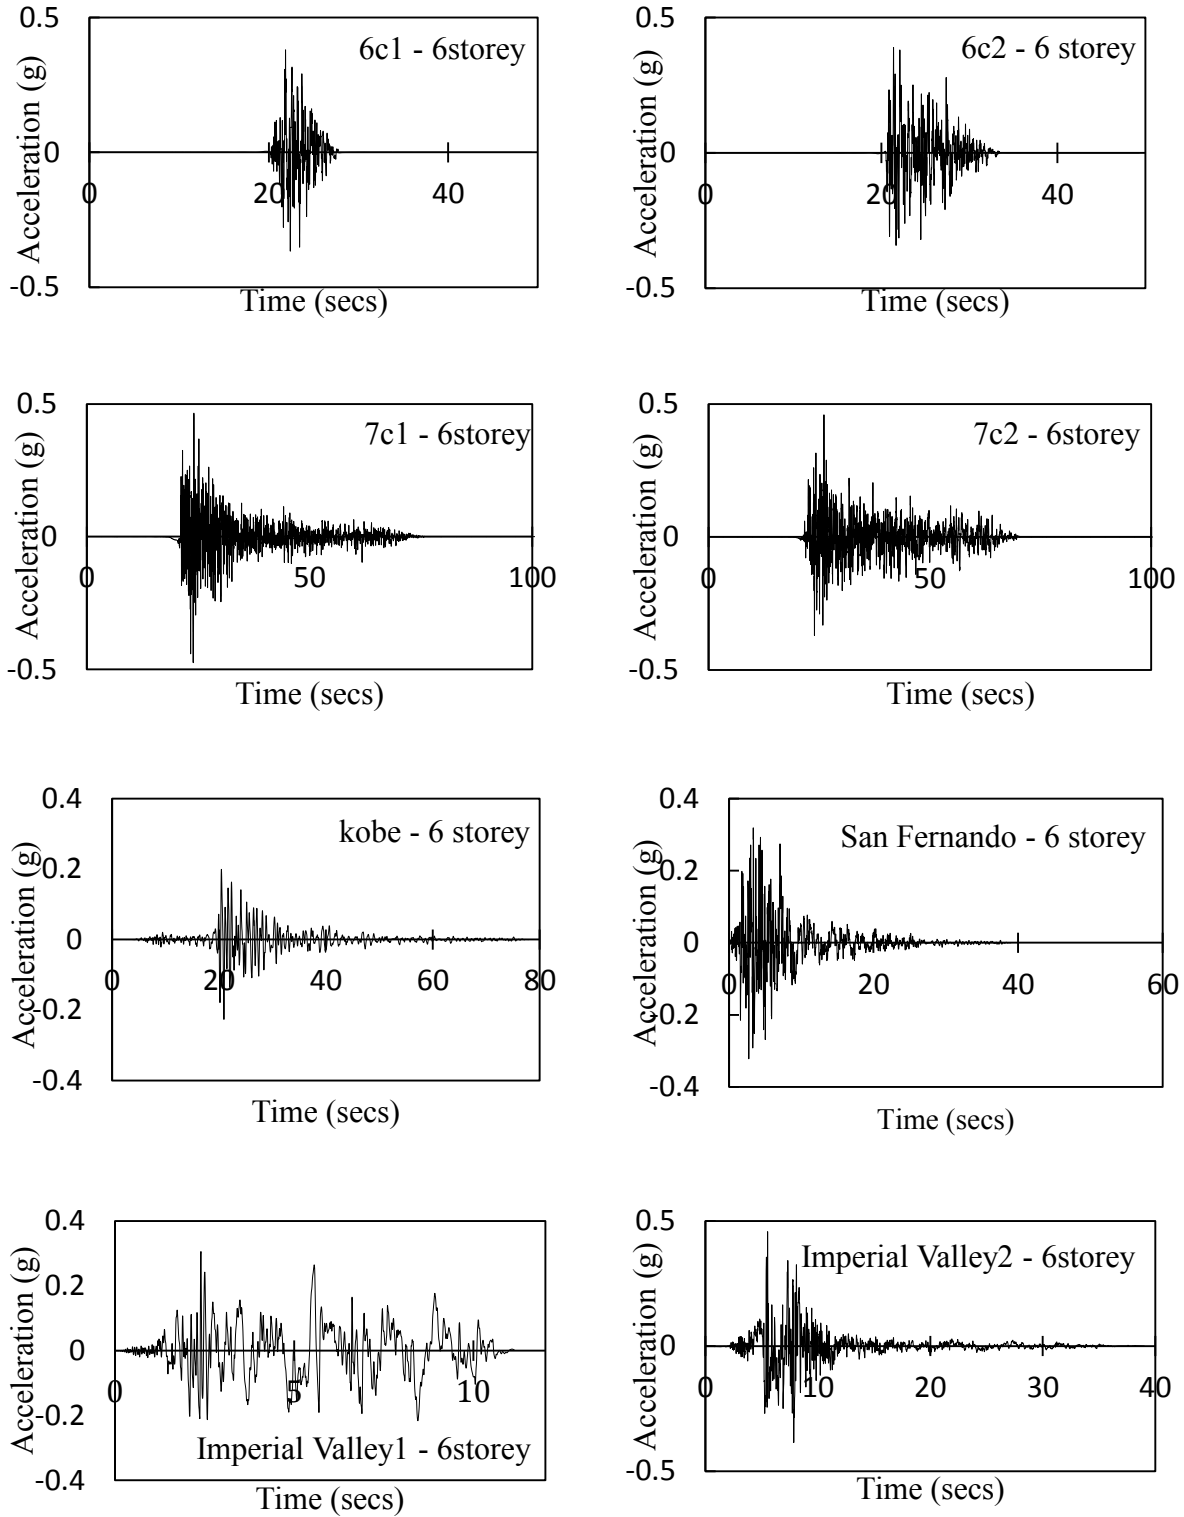 0.5
6c1 - 6storey
Acceleration (g)
0
0
20
40
-0.5
Time (secs)
0.5
6c2 - 6 storey
Acceleration (g)
0
0
20
40
-0.5
Time (secs)
0.5
7c1 - 6storey
Acceleration (g)
0
0
50
100
-0.5
Time (secs)
0.5
7c2 - 6storey
Acceleration (g)
0
0
50
100
-0.5
Time (secs)
0.4
kobe - 6 storey
0.2
Acceleration (g)
0
0
20
40
60
80
-0.2
-0.4
Time (secs)
0.4
San Fernando - 6 storey
0.2
Acceleration (g)
0
0
20
40
60
-0.2
-0.4
Time (secs)
0.4
0.2
Acceleration (g)
0
0
5
10
-0.2
Imperial Valley1 - 6storey
-0.4
Time (secs)
0.5
Imperial Valley2 - 6storey
Acceleration (g)
0
0
10
20
30
40
-0.5
Time (secs)